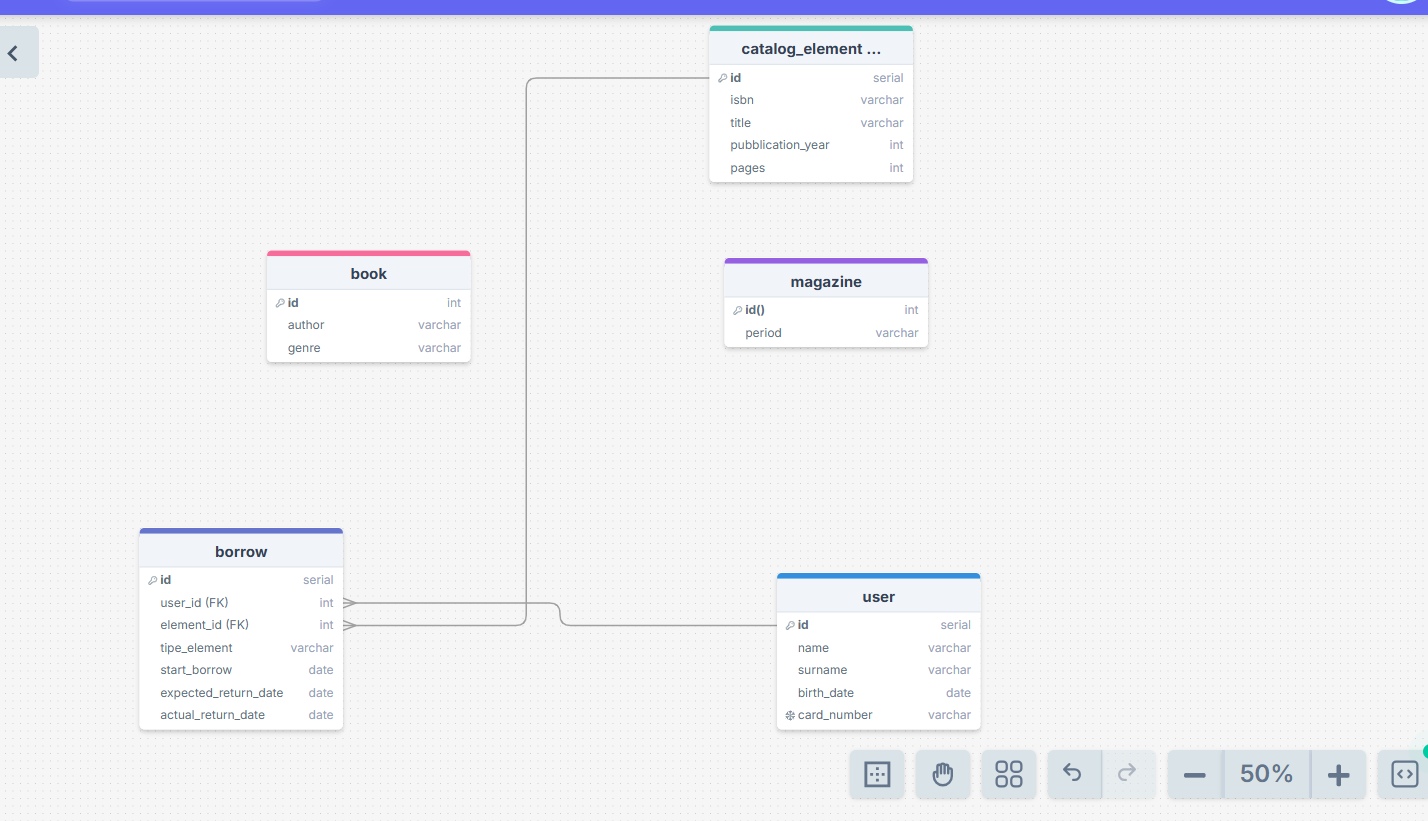 catalog_element ...
id serial
isbn varchar
title varchar
pubblication_year int
pages int
book
id int
author varchar
genre varchar
magazine
id() int
period varchar
borrow
id serial
user_id (FK) int
element_id (FK) int
tipe_element varchar
start_borrow date
expected_return_date date
actual_return_date date
user
id serial
name varchar
surname varchar
birth_date date
card_number varchar
50%